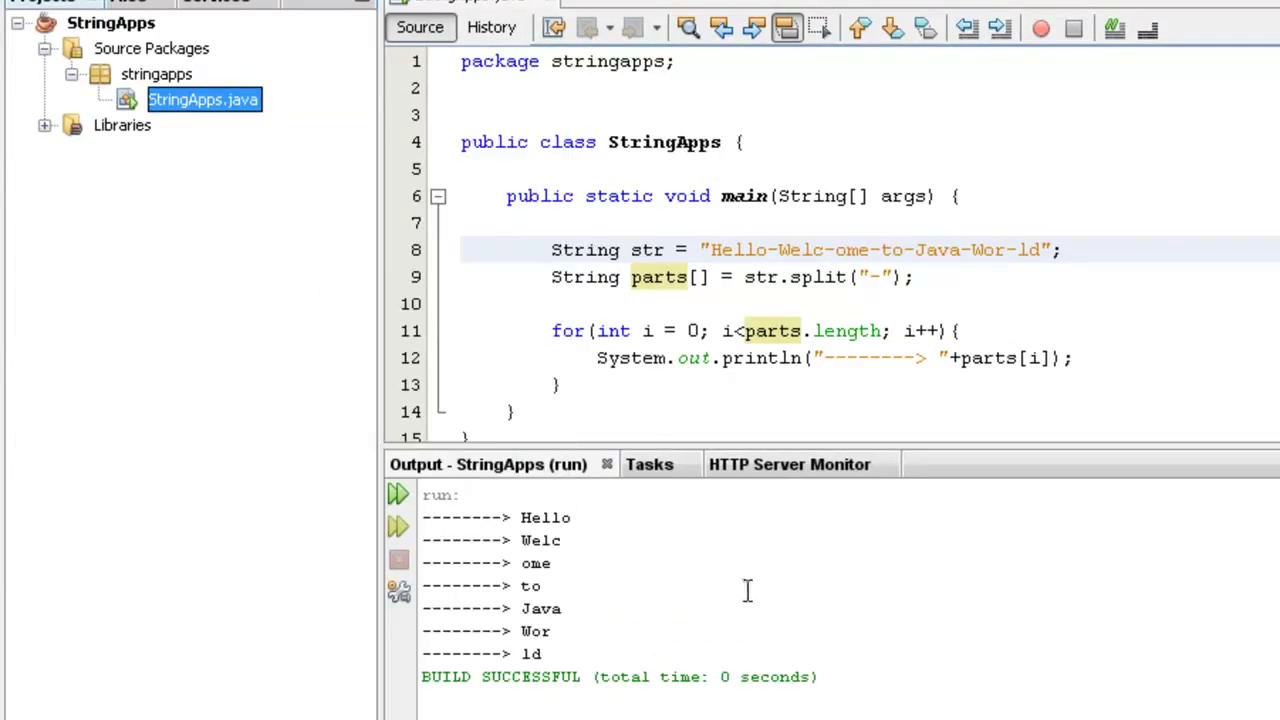 StringApps
Source Packages
stringapps
StringApps.java
Libraries
Source History
1 package stringapps;
2
3
4 public class StringApps {
5
6 public static void main(String[] args) {
7
8 String str = "Hello-Welc-ome-to-Java-Wor-ld";
9 String parts[] = str.split("-");
10
11 for(int i = 0; i<parts.length; i++){
12 System.out.println("--------> "+parts[i]);
13 }
14 }
15 }
Output - StringApps (run) Tasks HTTP Server Monitor
run:
--------> Hello
--------> Welc
--------> ome
--------> to
--------> Java
--------> Wor
--------> ld
BUILD SUCCESSFUL (total time: 0 seconds)